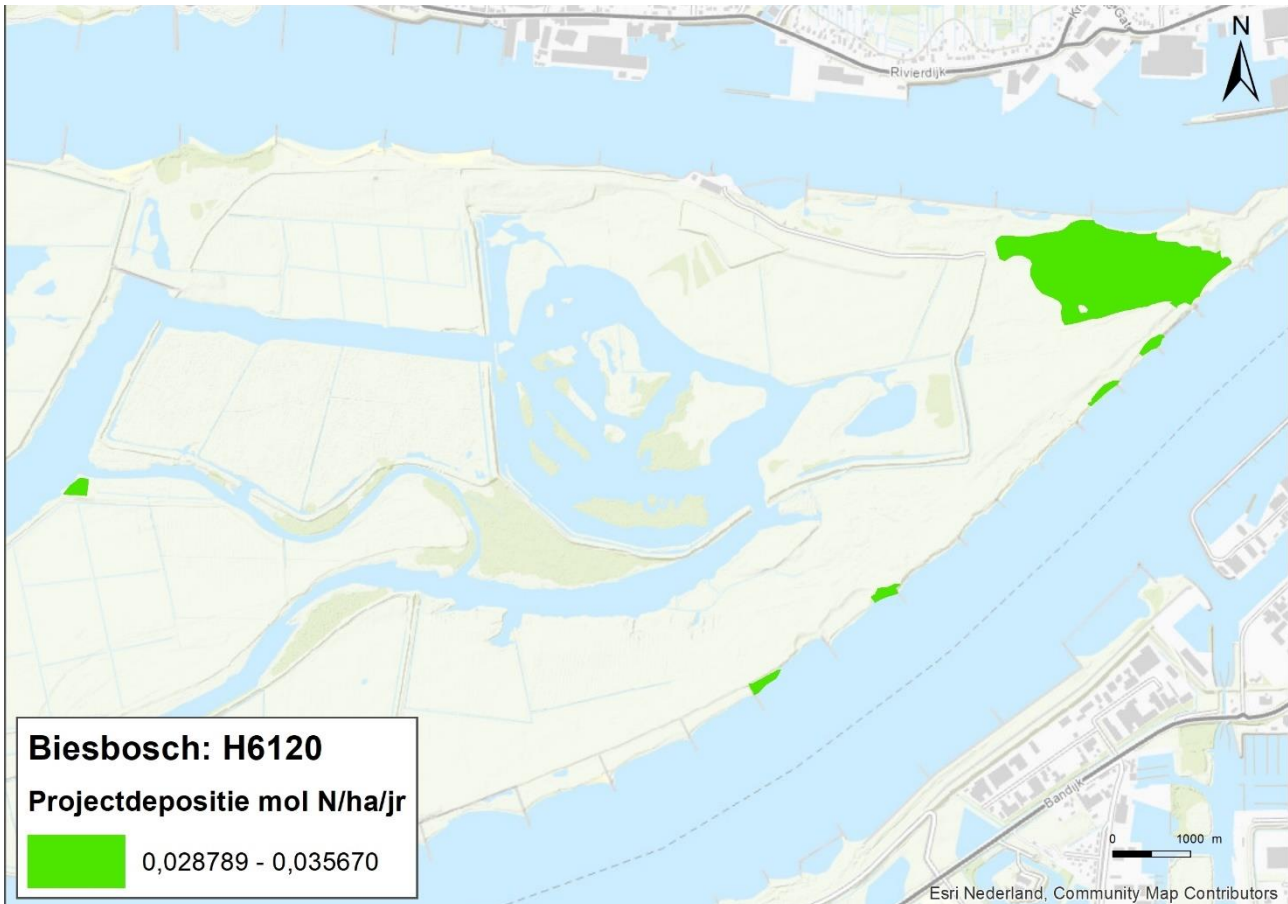 N
Rivierdijk
Biesbosch: H6120
Projectdepositie mol N/ha/jr
0,028789 - 0,035670
Bandijk
0 1000 m
Esri Nederland, Community Map Contributors